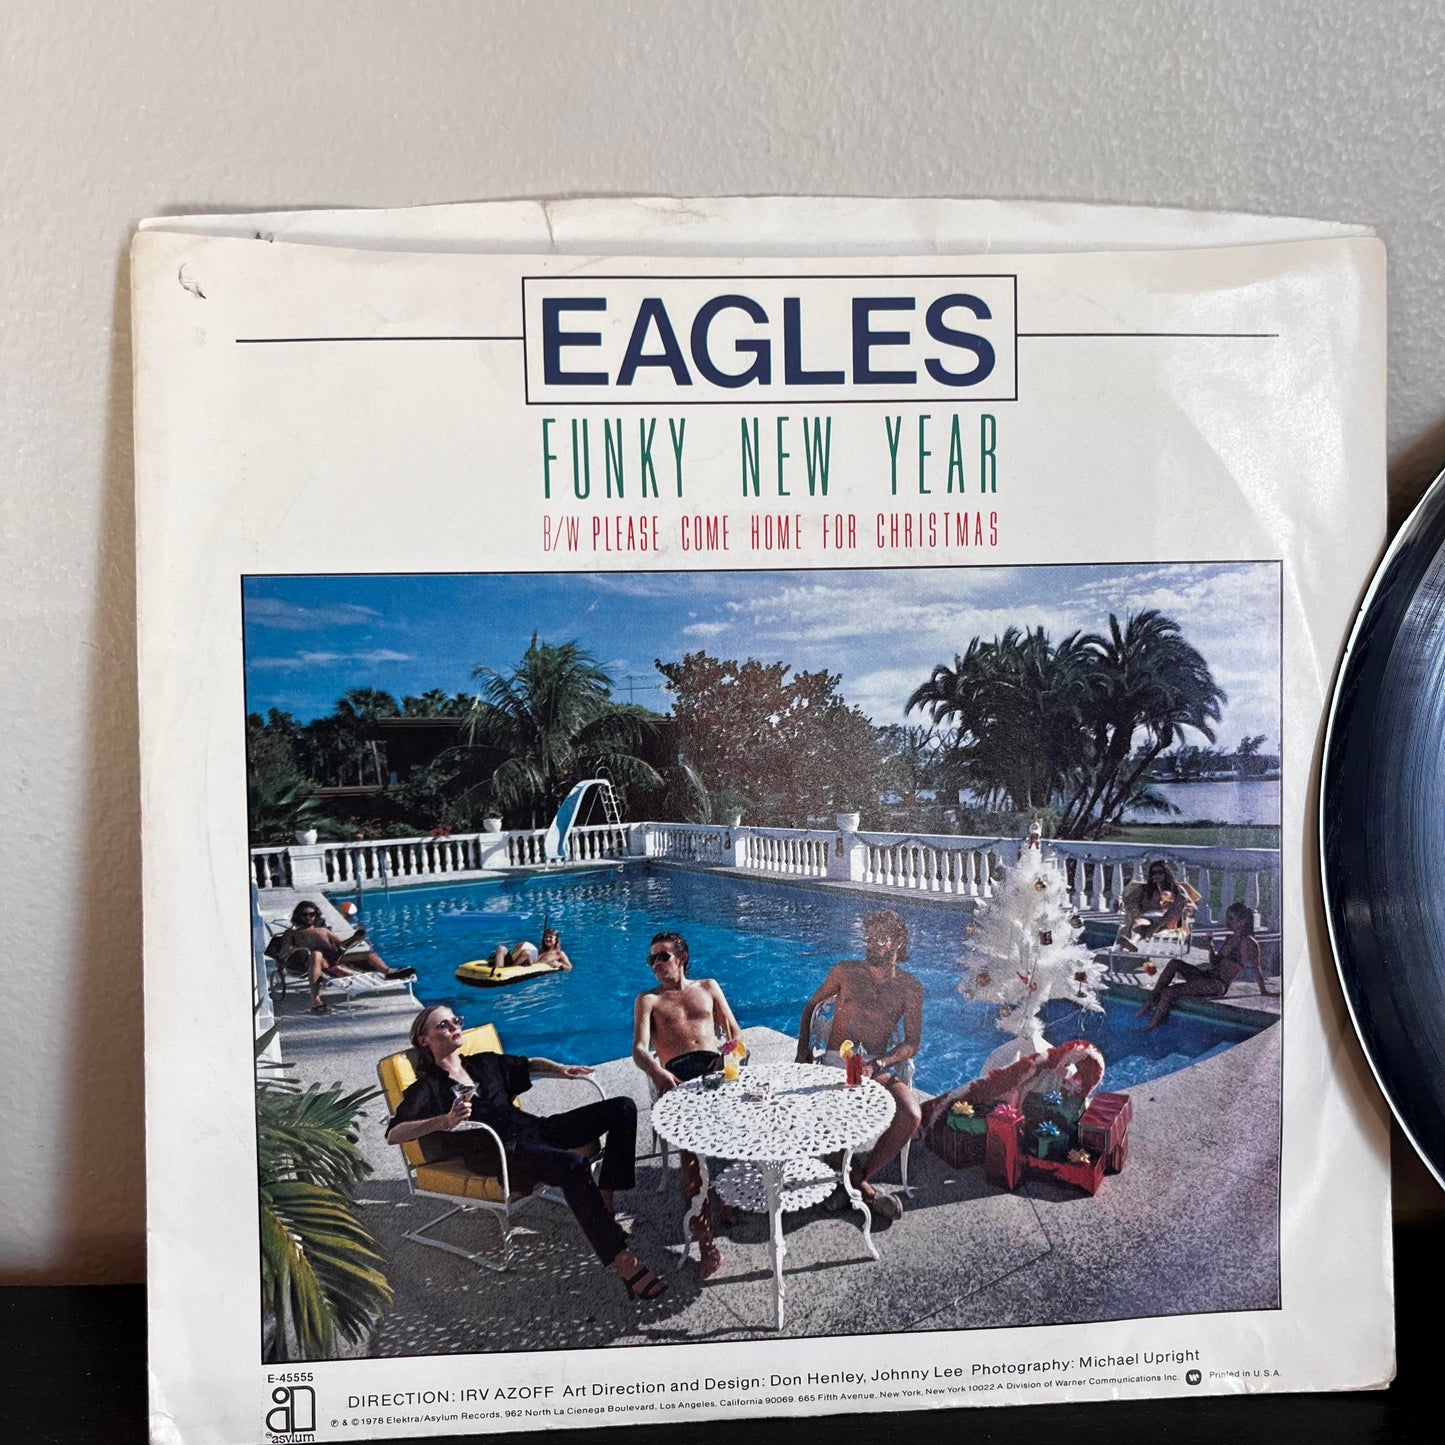 EAGLES
FUNKY NEW YEAR
B/W PLEASE COME HOME FOR CHRISTMAS
E-45555
asylum
DIRECTION: IRV AZOFF Art Direction and Design: Don Henley, Johnny Lee Photography: Michael Upright
℗ & © 1978 Elektra/Asylum Records, 962 North La Cienega Boulevard, Los Angeles, California 90069. 665 Fifth Avenue, New York, New York 10022 A Division of Warner Communications Inc. Printed in U.S.A.